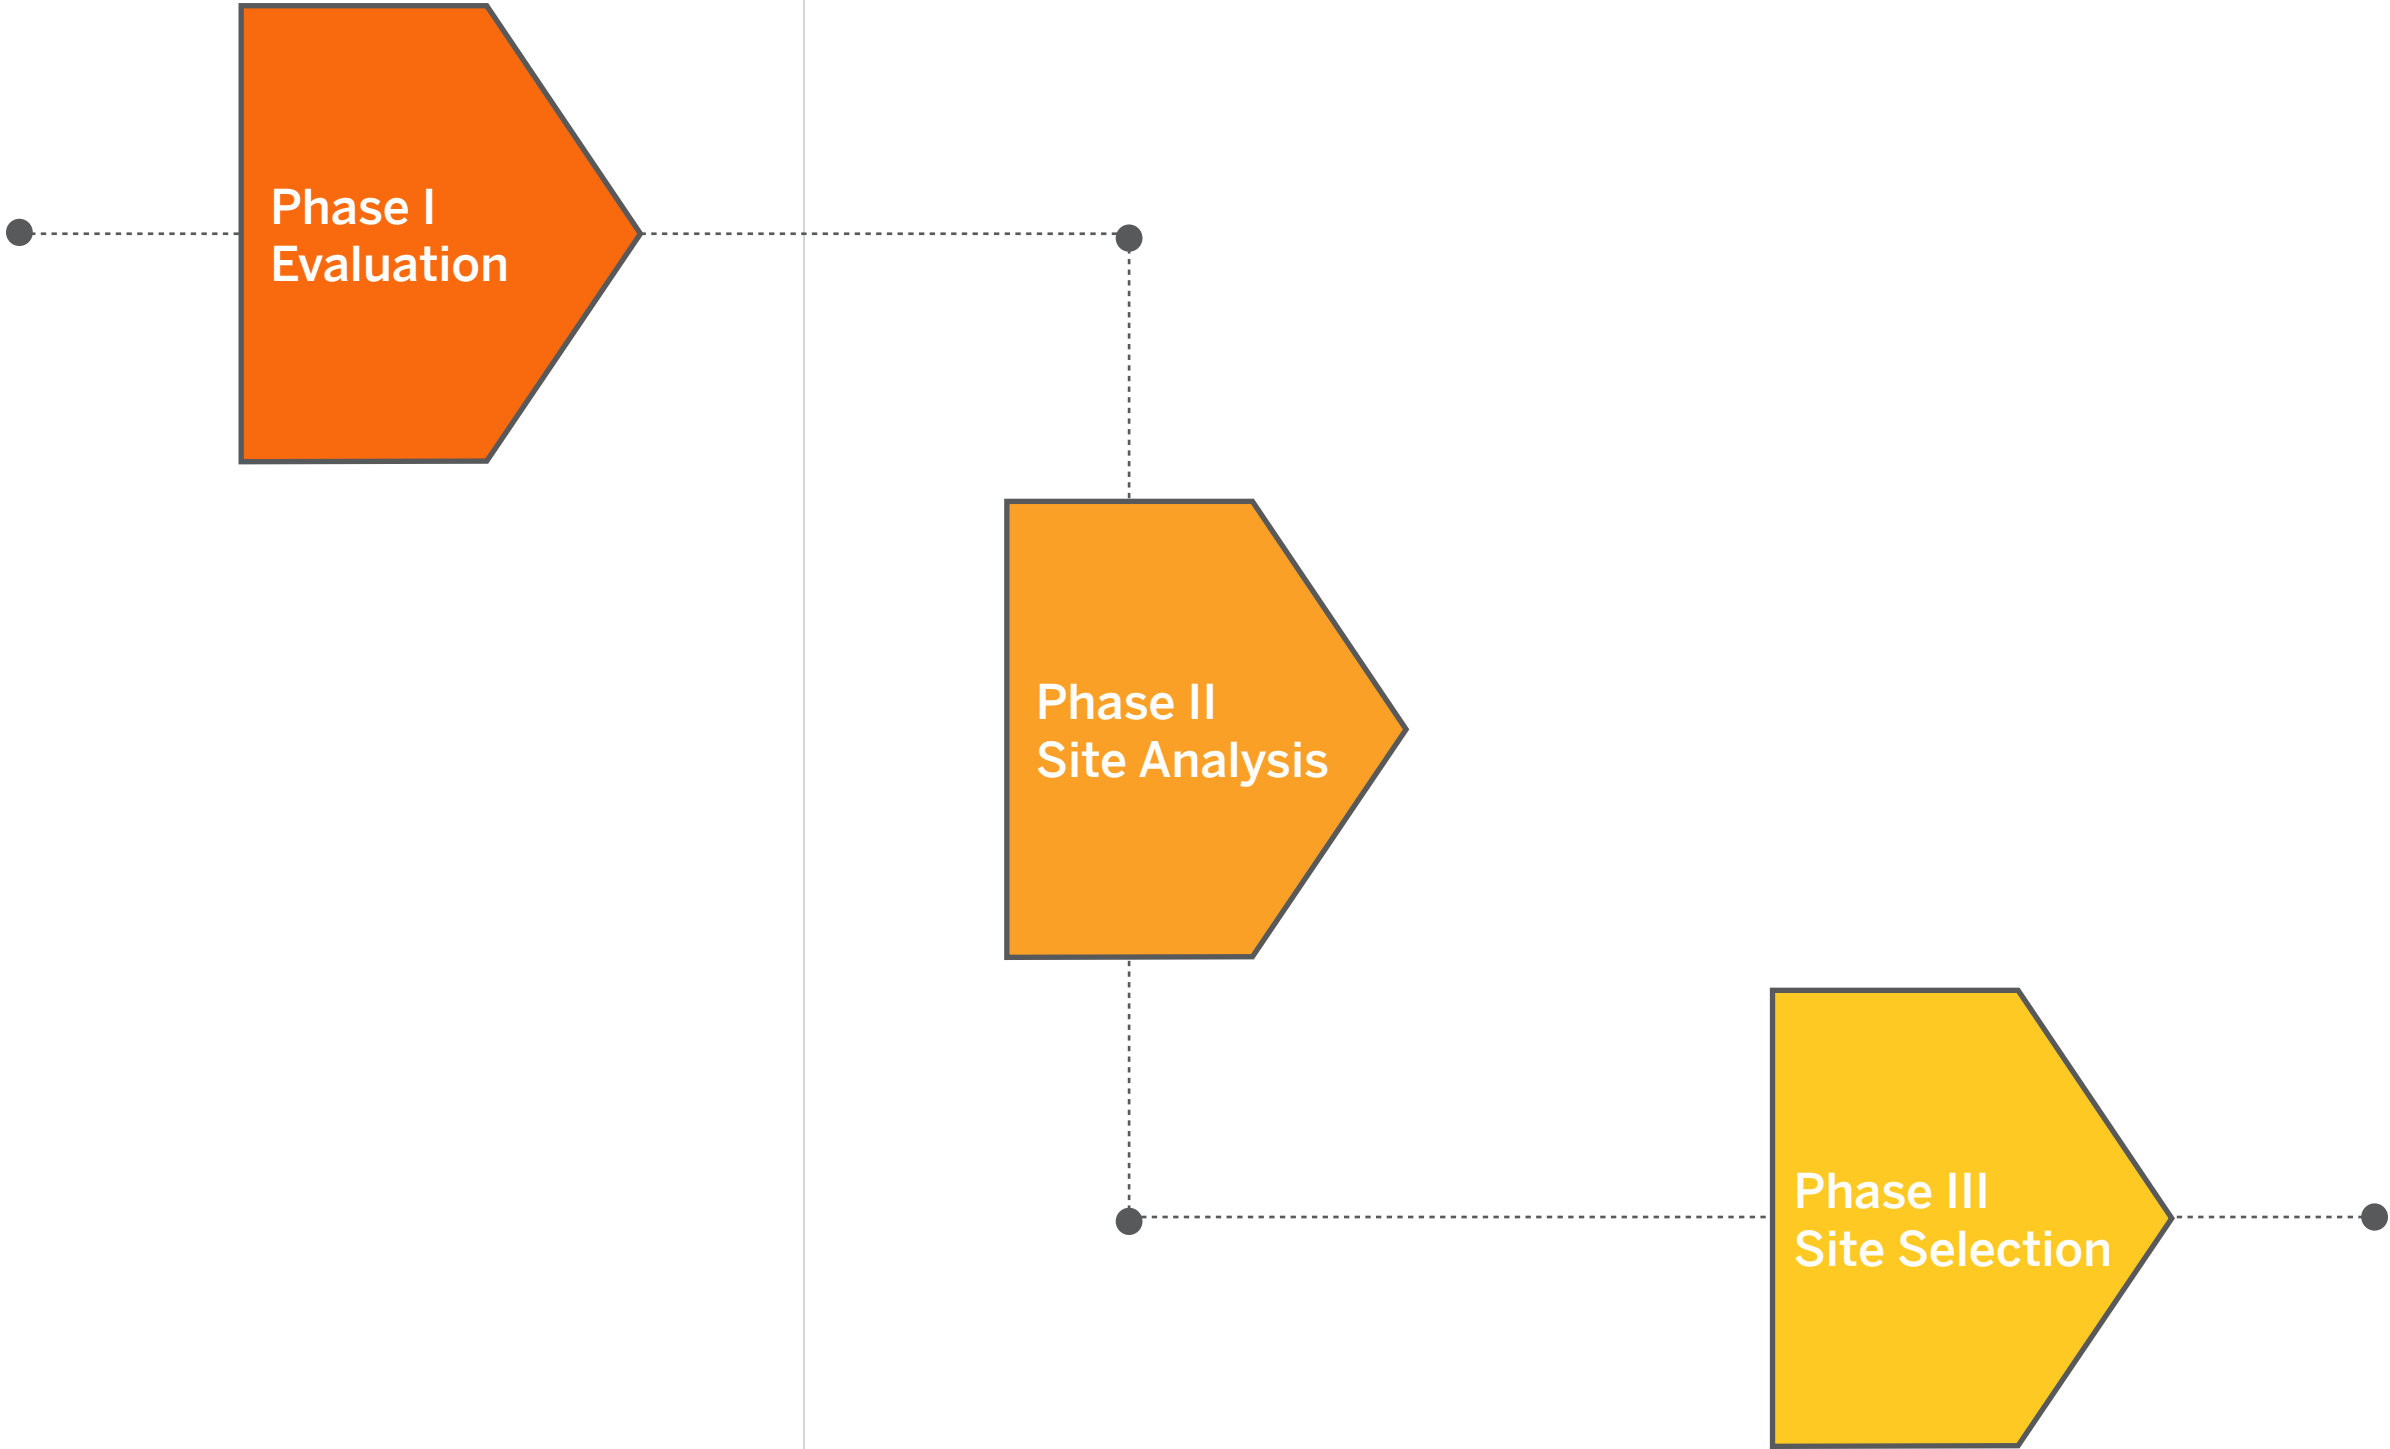 Phase I
Evaluation
Phase II
Site Analysis
Phase III
Site Selection